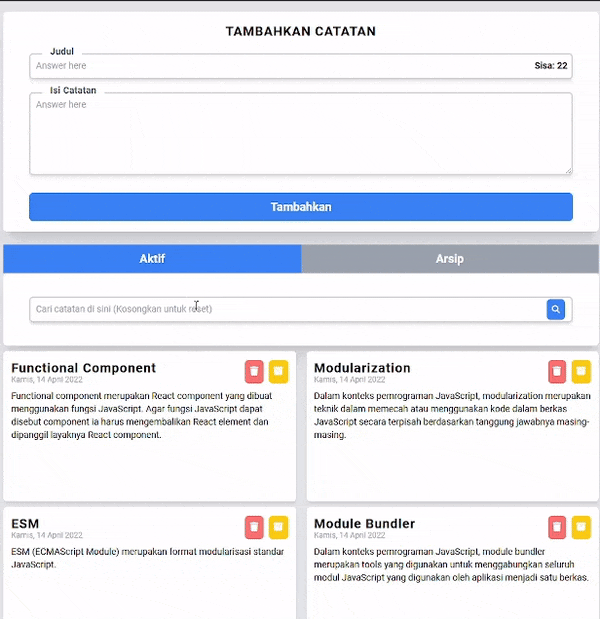 TAMBAHKAN CATATAN
Judul
Answer here
Sisa: 22
Isi Catatan
Answer here
Tambahkan
Aktif
Arsip
Cari catatan di sini (Kosongkan untuk reset)
Functional Component
Kamis, 14 April 2022
Functional component merupakan React component yang dibuat
menggunakan fungsi JavaScript. Agar fungsi JavaScript dapat
disebut component ia harus mengembalikan React element dan
dipanggil layaknya React component.
Modularization
Kamis, 14 April 2022
Dalam konteks pemrograman JavaScript, modularization merupakan
teknik dalam memecah atau menggunakan kode dalam berkas
JavaScript secara terpisah berdasarkan tanggung jawabnya masing-
masing.
ESM
Kamis, 14 April 2022
ESM (ECMAScript Module) merupakan format modularisasi standar
JavaScript.
Module Bundler
Kamis, 14 April 2022
Dalam konteks pemrograman JavaScript, module bundler
merupakan tools yang digunakan untuk menggabungkan seluruh
modul JavaScript yang digunakan oleh aplikasi menjadi satu berkas.